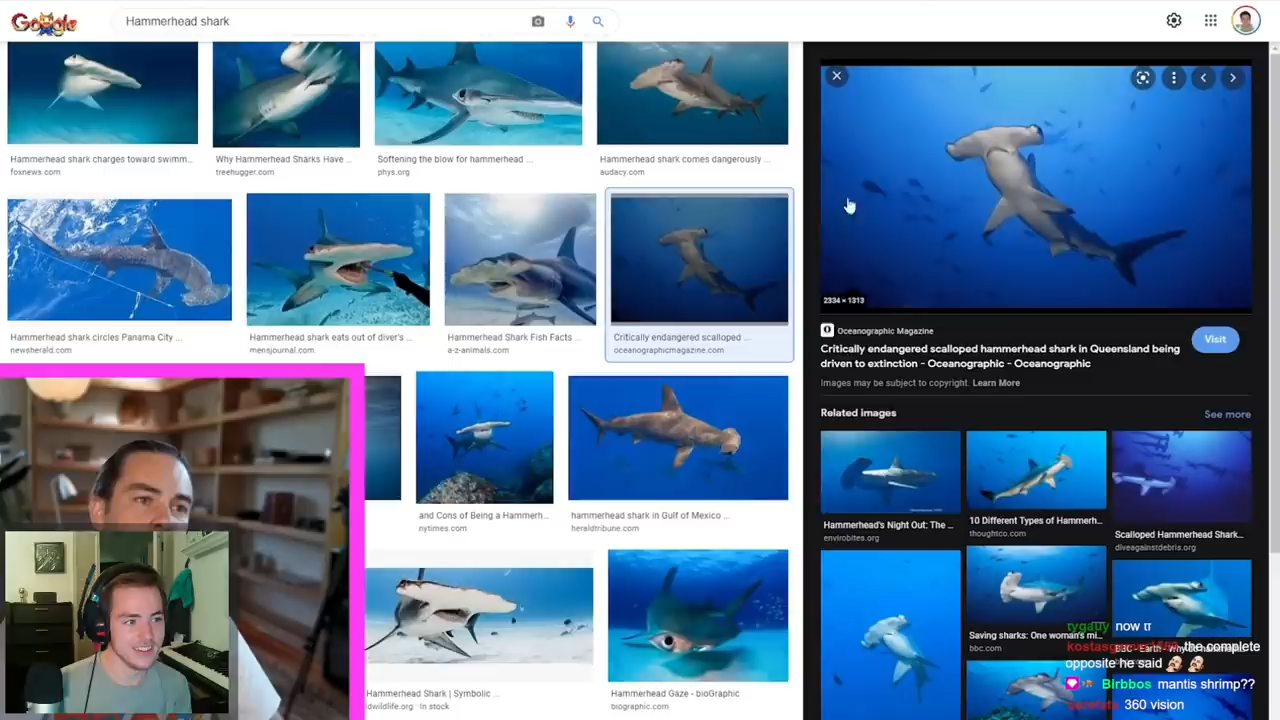 Google
Hammerhead shark
Hammerhead shark charges toward swimm...
foxnews.com
Why Hammerhead Sharks Have ...
treehugger.com
Softening the blow for hammerhead ...
phys.org
Hammerhead shark comes dangerously ...
audacy.com
Hammerhead shark circles Panama City ...
newsherald.com
Hammerhead shark eats out of diver's ...
mensjournal.com
Hammerhead Shark Fish Facts ...
a-z-animals.com
Critically endangered scalloped ...
oceanographicmagazine.com
and Cons of Being a Hammerh...
nytimes.com
hammerhead shark in Gulf of Mexico ...
heraldtribune.com
Hammerhead Shark | Symbolic ...
ldwildlife.org · In stock
Hammerhead Gaze - bioGraphic
biographic.com
2334 × 1313
Oceanographic Magazine
Visit
Critically endangered scalloped hammerhead shark in Queensland being
driven to extinction - Oceanographic - Oceanographic
Images may be subject to copyright. Learn More
Related images
See more
Hammerhead's Night Out: The ...
envirobites.org
10 Different Types of Hammerh...
thoughtco.com
Scalloped Hammerhead Shark...
diveagainstdebris.org
Saving sharks: One woman's mi...
bbc.com
now tf
the complete
opposite he said
Birbbos mantis shrimp??
360 vision